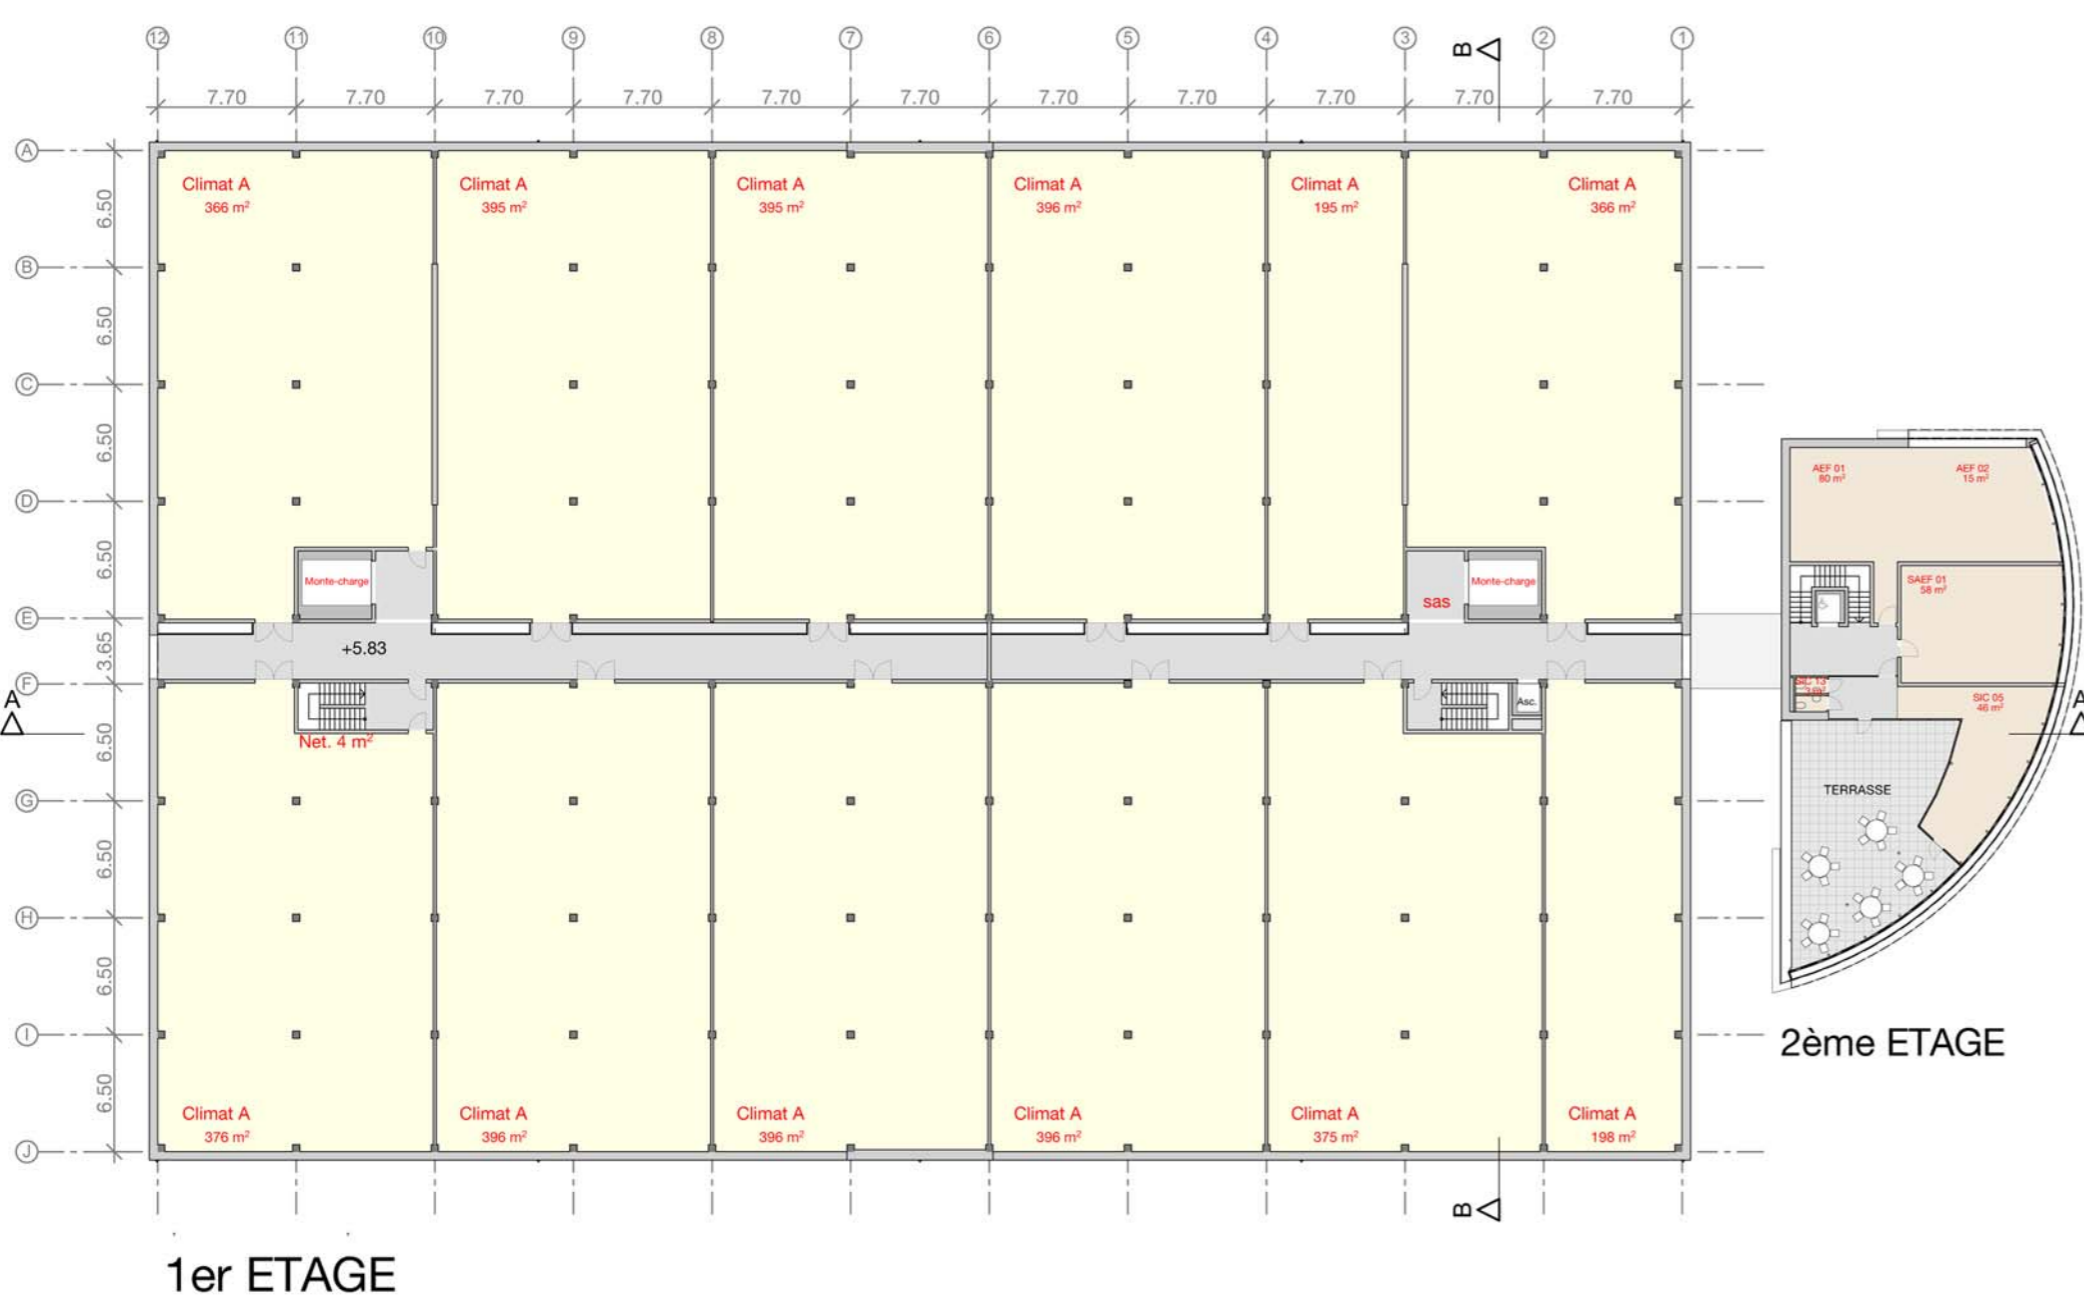 12 11 10 9 8 7 6 5 4 3 B 2 1
7.70 7.70 7.70 7.70 7.70 7.70 7.70 7.70 7.70 7.70 7.70
A
B
C
D
E
F
G
H
I
J
6.50
6.50
6.50
6.50
3.65
6.50
6.50
6.50
6.50
Climat A
366 m²
Climat A
395 m²
Climat A
395 m²
Climat A
396 m²
Climat A
195 m²
Climat A
366 m²
Monte-charge
Monte-charge
sas
+5.83
A
Net. 4 m²
Asc.
Climat A
376 m²
Climat A
396 m²
Climat A
396 m²
Climat A
396 m²
Climat A
375 m²
Climat A
198 m²
B
AEF 01
80 m²
AEF 02
15 m²
SAEF 01
58 m²
SIC 13
SIC 05
46 m²
A
TERRASSE
2ème ETAGE
1er ETAGE